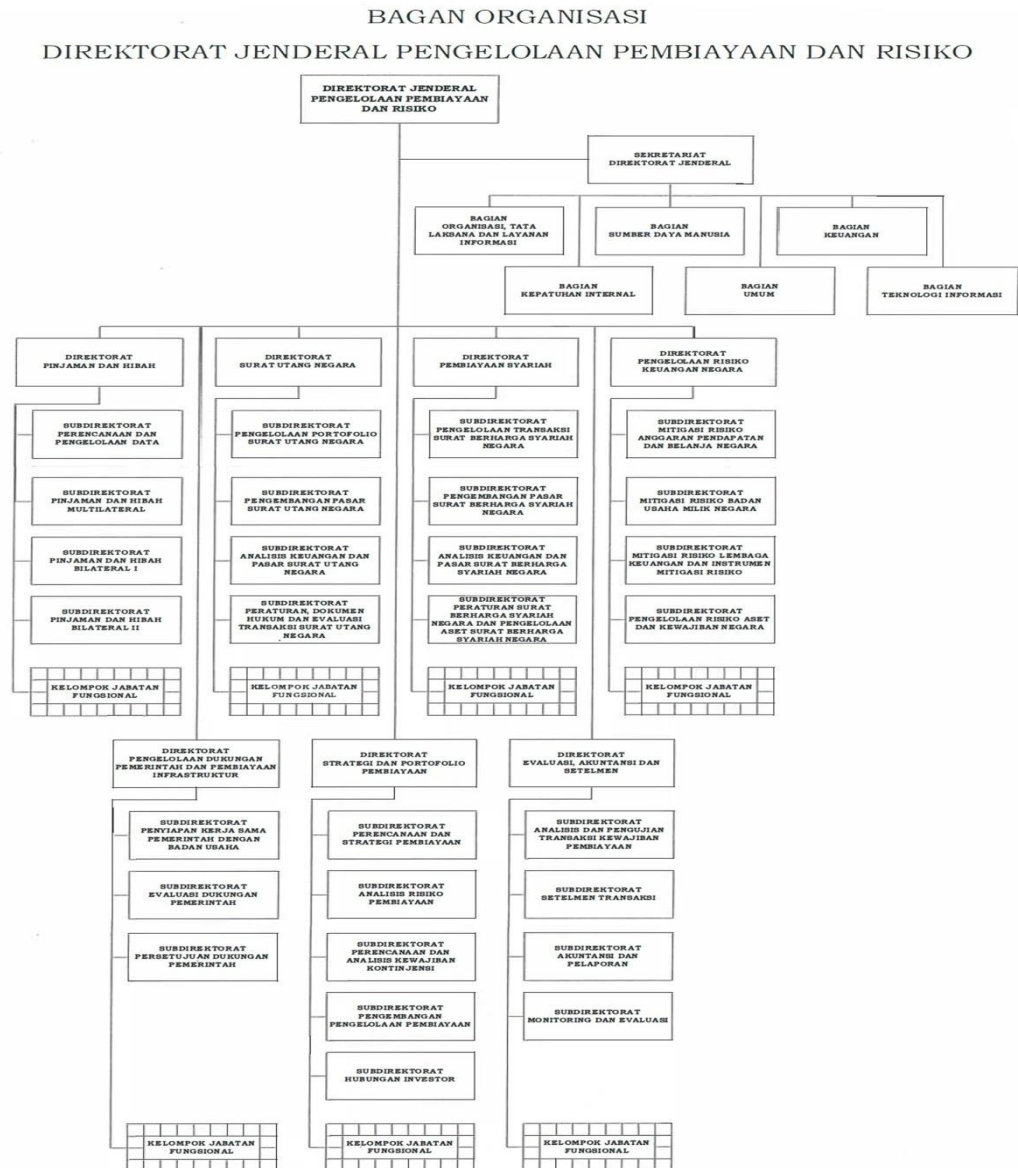 BAGAN ORGANISASI
DIREKTORAT JENDERAL PENGELOLAAN PEMBIAYAAN DAN RISIKO
DIREKTORAT JENDERAL
PENGELOLAAN PEMBIAYAAN
DAN RISIKO
SEKRETARIAT
DIREKTORAT JENDERAL
BAGIAN
ORGANISASI, TATA
LAKSANA DAN LAYANAN
INFORMASI
BAGIAN
SUMBER DAYA MANUSIA
BAGIAN
KEUANGAN
BAGIAN
KEPATUHAN INTERNAL
BAGIAN
UMUM
BAGIAN
TEKNOLOGI INFORMASI
DIREKTORAT
PINJAMAN DAN HIBAH
SUBDIREKTORAT
PERENCANAAN DAN
PENGELOLAAN DATA
SUBDIREKTORAT
PINJAMAN DAN HIBAH
MULTILATERAL
SUBDIREKTORAT
PINJAMAN DAN HIBAH
BILATERAL I
SUBDIREKTORAT
PINJAMAN DAN HIBAH
BILATERAL II
KELOMPOK JABATAN
FUNGSIONAL
DIREKTORAT
SURAT UTANG NEGARA
SUBDIREKTORAT
PENGELOLAAN PORTOFOLIO
SURAT UTANG NEGARA
SUBDIREKTORAT
PENGEMBANGAN PASAR
SURAT UTANG NEGARA
SUBDIREKTORAT
ANALISIS KEUANGAN DAN
PASAR SURAT UTANG
NEGARA
SUBDIREKTORAT
PERATURAN, DOKUMEN
HUKUM DAN EVALUASI
TRANSAKSI SURAT UTANG
NEGARA
KELOMPOK JABATAN
FUNGSIONAL
DIREKTORAT
PEMBIAYAAN SYARIAH
SUBDIREKTORAT
PENGELOLAAN TRANSAKSI
SURAT BERHARGA SYARIAH
NEGARA
SUBDIREKTORAT
PENGEMBANGAN PASAR
SURAT BERHARGA SYARIAH
NEGARA
SUBDIREKTORAT
ANALISIS KEUANGAN DAN
PASAR SURAT BERHARGA
SYARIAH NEGARA
SUBDIREKTORAT
PERATURAN SURAT
BERHARGA SYARIAH
NEGARA DAN PENGELOLAAN
ASET SURAT BERHARGA
SYARIAH NEGARA
KELOMPOK JABATAN
FUNGSIONAL
DIREKTORAT
PENGELOLAAN RISIKO
KEUANGAN NEGARA
SUBDIREKTORAT
MITIGASI RISIKO
ANGGARAN PENDAPATAN
DAN BELANJA NEGARA
SUBDIREKTORAT
MITIGASI RISIKO BADAN
USAHA MILIK NEGARA
SUBDIREKTORAT
MITIGASI RISIKO LEMBAGA
KEUANGAN DAN INSTRUMEN
MITIGASI RISIKO
SUBDIREKTORAT
PENGELOLAAN RISIKO ASET
DAN KEWAJIBAN NEGARA
KELOMPOK JABATAN
FUNGSIONAL
DIREKTORAT
PENGELOLAAN DUKUNGAN
PEMERINTAH DAN PEMBIAYAAN
INFRASTRUKTUR
SUBDIREKTORAT
PENYIAPAN KERJA SAMA
PEMERINTAH DENGAN
BADAN USAHA
SUBDIREKTORAT
EVALUASI DUKUNGAN
PEMERINTAH
SUBDIREKTORAT
PERSETUJUAN DUKUNGAN
PEMERINTAH
KELOMPOK JABATAN
FUNGSIONAL
DIREKTORAT
STRATEGI DAN PORTOFOLIO
PEMBIAYAAN
SUBDIREKTORAT
PERENCANAAN DAN
STRATEGI PEMBIAYAAN
SUBDIREKTORAT
ANALISIS RISIKO
PEMBIAYAAN
SUBDIREKTORAT
PERENCANAAN DAN
ANALISIS KEWAJIBAN
KONTINJENSI
SUBDIREKTORAT
PENGEMBANGAN
PENGELOLAAN PEMBIAYAAN
SUBDIREKTORAT
HUBUNGAN INVESTOR
KELOMPOK JABATAN
FUNGSIONAL
DIREKTORAT
EVALUASI, AKUNTANSI DAN
SETELMEN
SUBDIREKTORAT
ANALISIS DAN PENGUJIAN
TRANSAKSI KEWAJIBAN
PEMBIAYAAN
SUBDIREKTORAT
SETELMEN TRANSAKSI
SUBDIREKTORAT
AKUNTANSI DAN
PELAPORAN
SUBDIREKTORAT
MONITORING DAN EVALUASI
KELOMPOK JABATAN
FUNGSIONAL